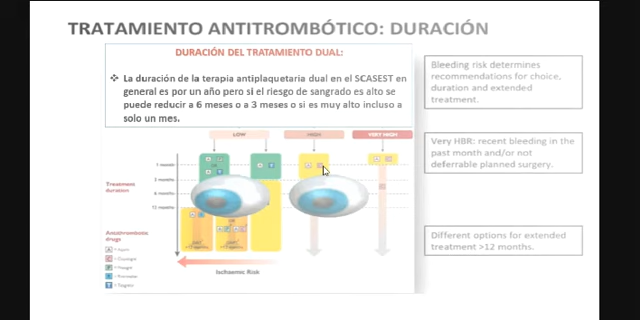 TRATAMIENTO ANTITROMBÓTICO: DURACIÓN
DURACIÓN DEL TRATAMIENTO DUAL:
❖ La duración de la terapia antiplaquetaria dual en el SCASEST en
general es por un año pero si el riesgo de sangrado es alto se
puede reducir a 6 meses o a 3 meses o si es muy alto incluso a
solo un mes.
Bleeding risk determines
recommendations for choice,
duration and extended
treatment.
Very HBR: recent bleeding in the
past month and/or not
deferrable planned surgery.
Different options for extended
treatment >12 months.
LOW
HIGH
VERY HIGH
1 month
3 months
6 months
12 months
Treatment
duration
Antithrombotic
drugs
A Aspirin
C Clopidogrel
P Prasugrel
R Rivaroxaban
T Ticagrelor
Ischaemic Risk